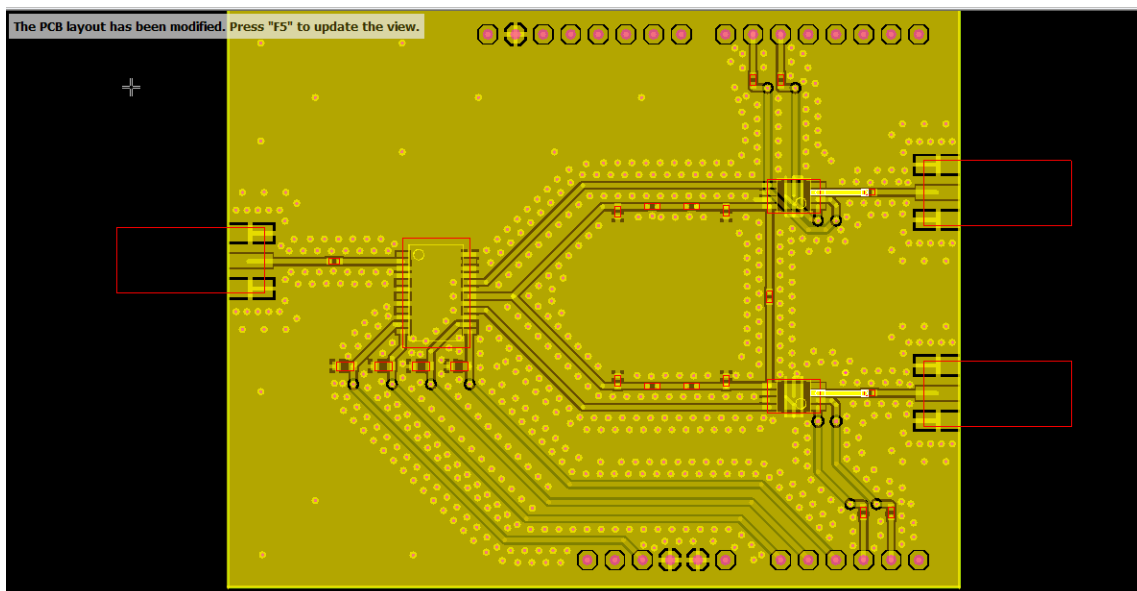 The PCB layout has been modified. Press "F5" to update the view.